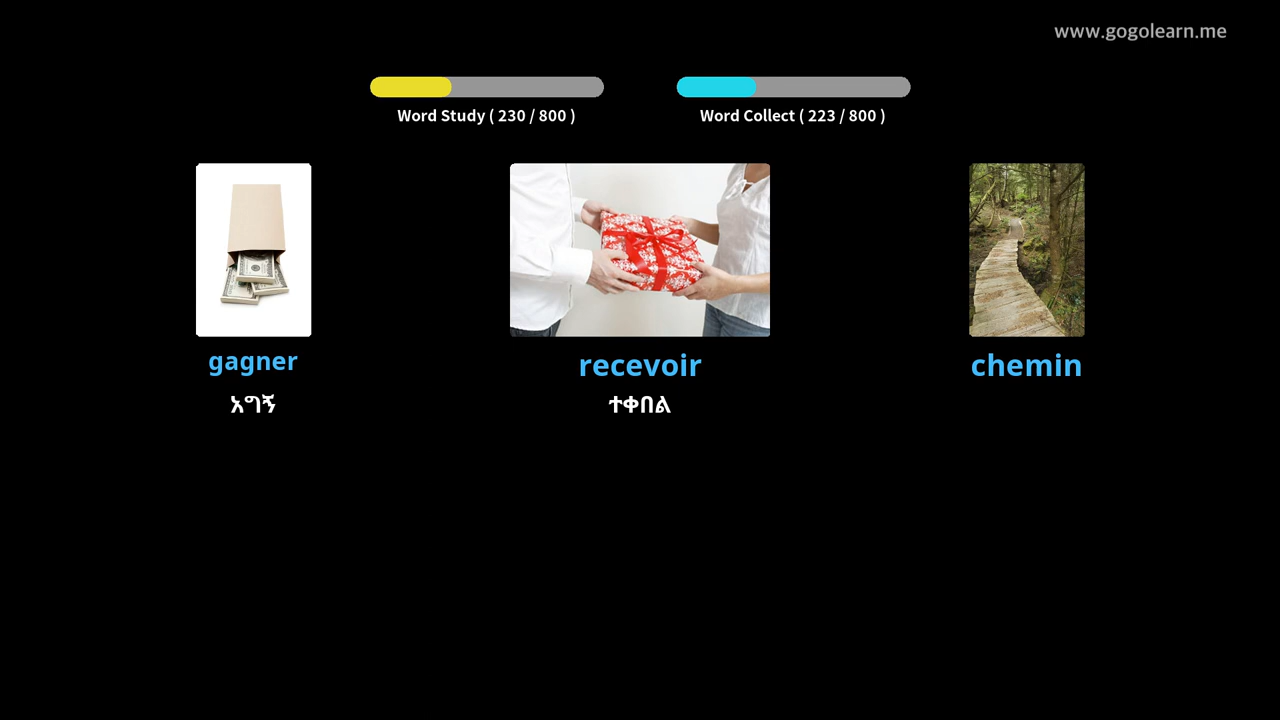 www.gogolearn.me
Word Study ( 230 / 800 )
Word Collect ( 223 / 800 )
gagner
recevoir
chemin
አግኝ
ተቀበል